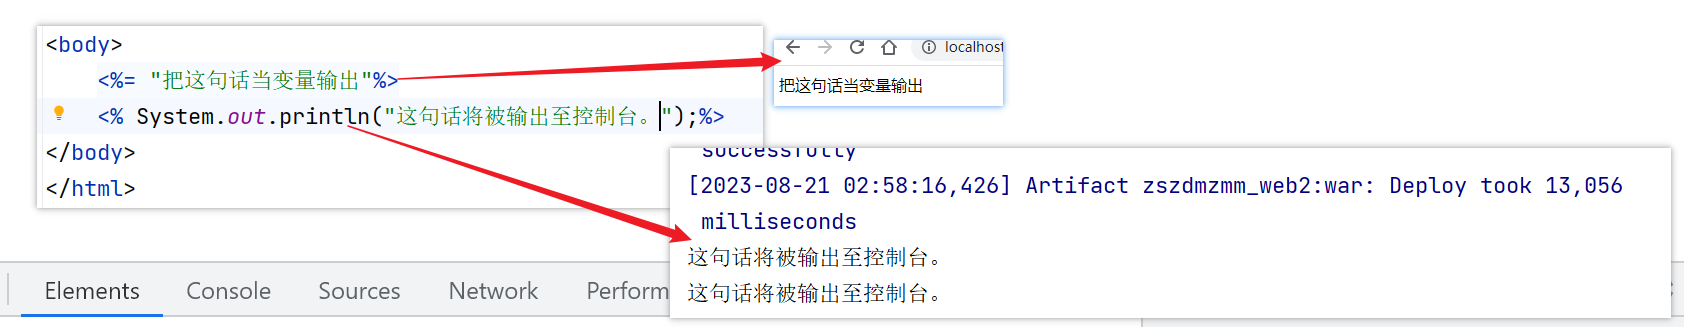 <body>
<%= "把这句话当变量输出"%>
<% System.out.println("这句话将被输出至控制台。");%>
</body>
</html>
localhost
把这句话当变量输出
successfully
[2023-08-21 02:58:16,426] Artifact zszdmzmm_web2:war: Deploy took 13,056
milliseconds
这句话将被输出至控制台。
这句话将被输出至控制台。
Elements Console Sources Network Perform